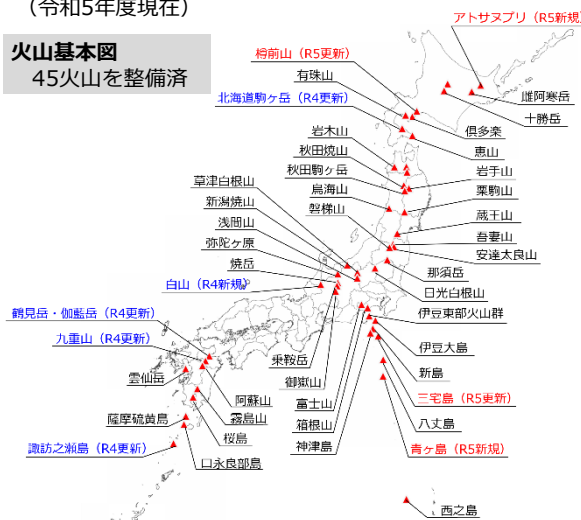 （令和5年度現在）
火山基本図
45火山を整備済
アトサヌプリ（R5新規）
樽前山（R5更新）
有珠山
北海道駒ヶ岳（R4更新）
雌阿寒岳
十勝岳
倶多楽
恵山
岩木山
秋田焼山
秋田駒ヶ岳
鳥海山
磐梯山
岩手山
栗駒山
蔵王山
吾妻山
安達太良山
那須岳
日光白根山
草津白根山
新潟焼山
浅間山
弥陀ヶ原
焼岳
白山（R4新規）
鶴見岳・伽藍岳（R4更新）
九重山（R4更新）
雲仙岳
阿蘇山
霧島山
桜島
薩摩硫黄島
口永良部島
諏訪之瀬島（R4更新）
乗鞍岳
御嶽山
富士山
箱根山
神津島
伊豆東部火山群
伊豆大島
新島
三宅島（R5更新）
八丈島
青ヶ島（R5新規）
西之島